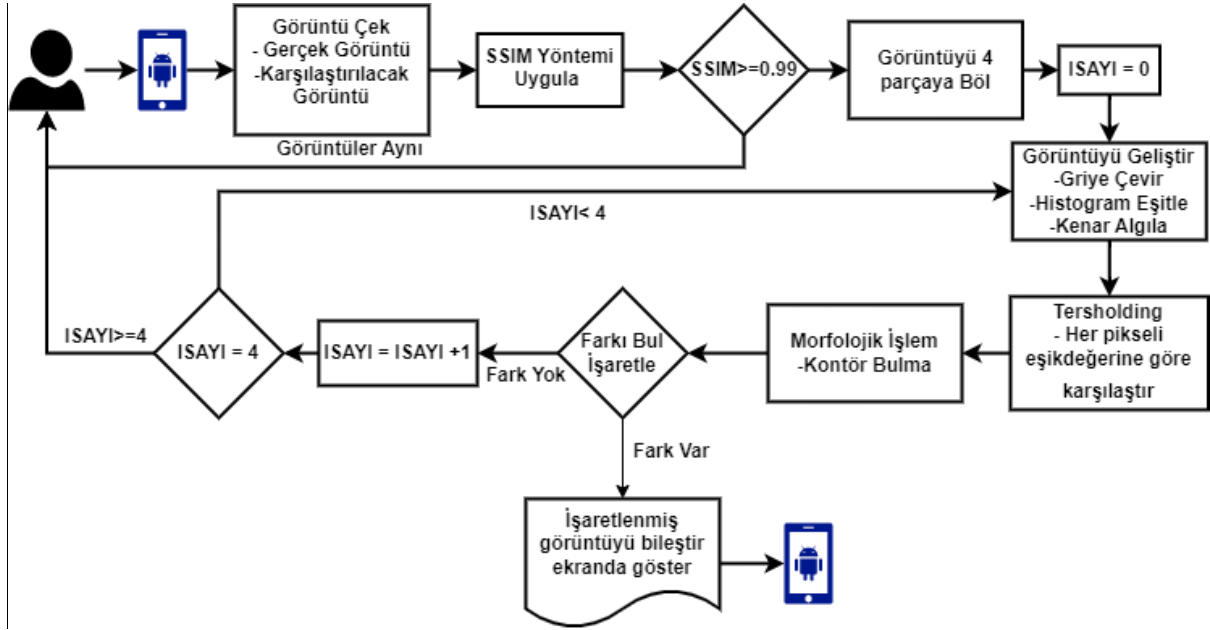 Görüntü Çek
- Gerçek Görüntü
-Karşılaştırılacak
Görüntü
SSIM Yöntemi
Uygula
SSIM>=0.99
Görüntüyü 4
parçaya Böl
ISAYI = 0
Görüntüler Aynı
Görüntüyü Geliştir
-Griye Çevir
-Histogram Eşitle
-Kenar Algıla
ISAYI< 4
Tersholding
- Her pikseli
eşikdeğerine göre
karşılaştır
Morfolojik İşlem
-Kontör Bulma
Farkı Bul
İşaretle
Fark Yok
ISAYI = ISAYI +1
ISAYI = 4
ISAYI>=4
Fark Var
İşaretlenmiş
görüntüyü bileştir
ekranda göster